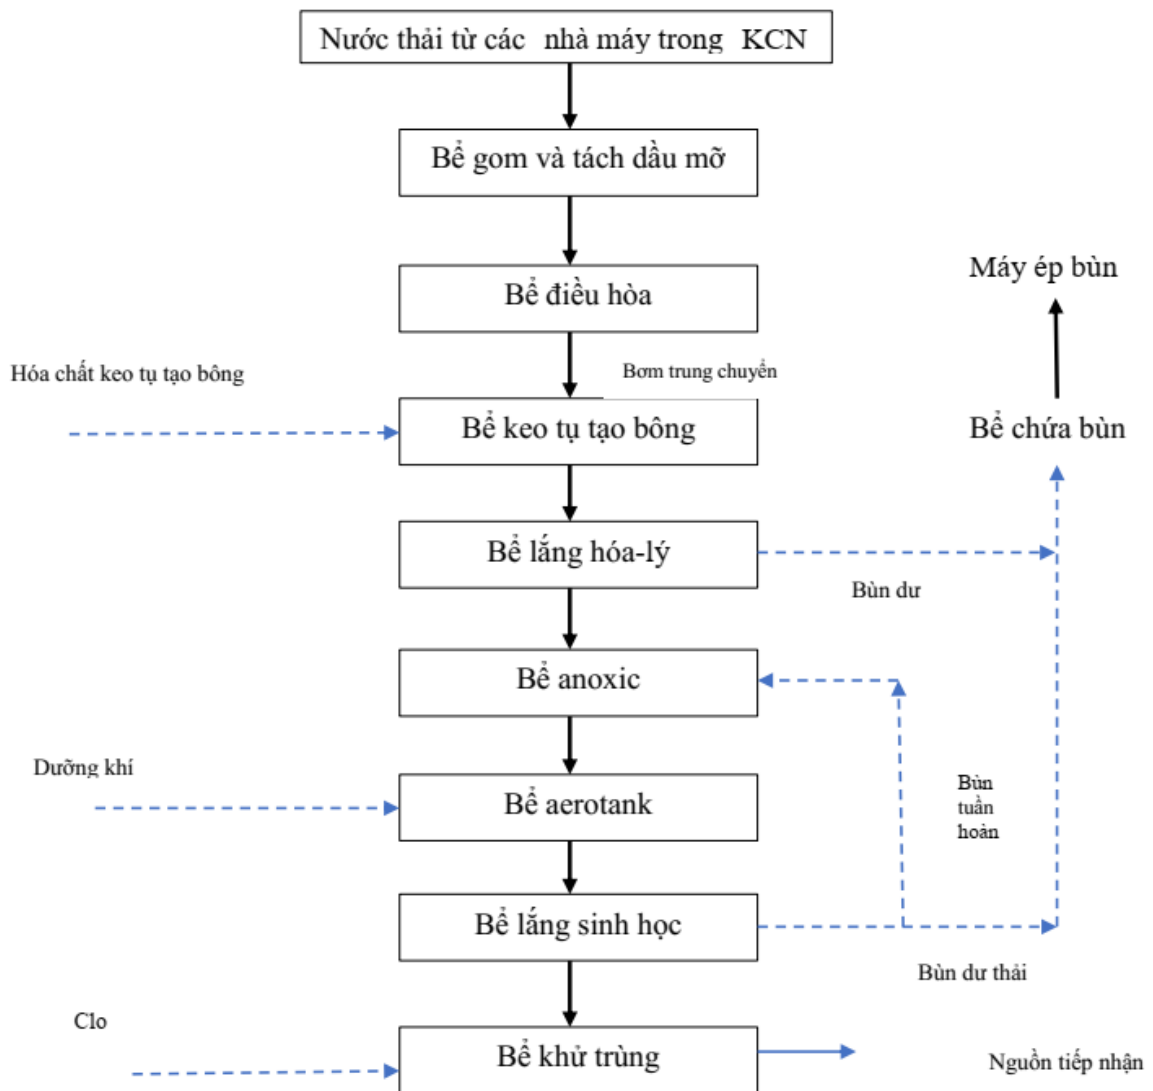 Nước thải từ các nhà máy trong KCN
Bể gom và tách dầu mỡ
Máy ép bùn
Bể điều hòa
Bơm trung chuyển
Hóa chất keo tụ tạo bông
Bể keo tụ tạo bông
Bể chứa bùn
Bể lắng hóa-lý
Bùn dư
Bể anoxic
Dưỡng khí
Bể aerotank
Bùn
tuần
hoàn
Bể lắng sinh học
Bùn dư thải
Clo
Bể khử trùng
Nguồn tiếp nhận